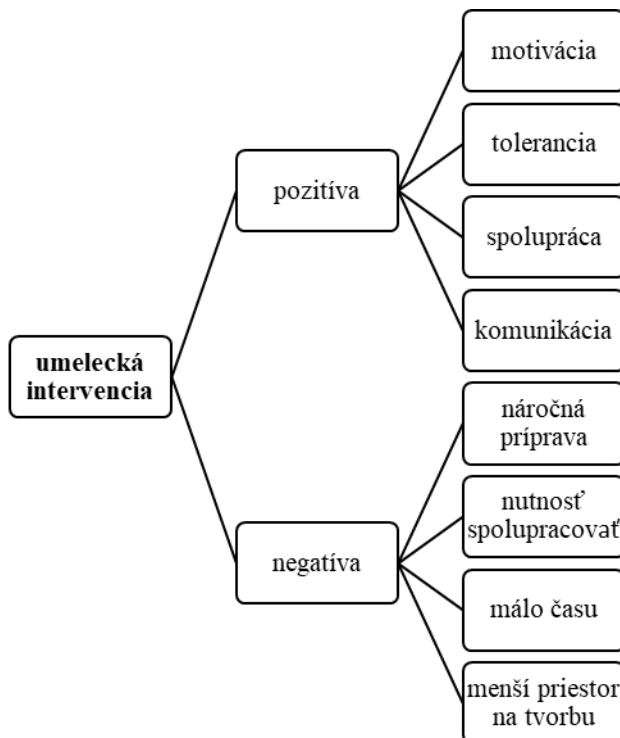 umelecká
intervencia
pozitíva
motivácia
tolerancia
spolupráca
komunikácia
negatíva
náročná
príprava
nutnosť
spolupracovať
málo času
menší priestor
na tvorbu